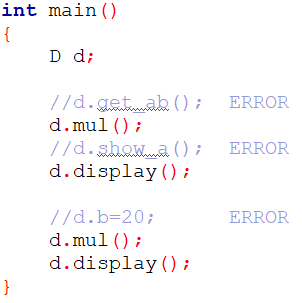 int main()
{
    D d;

    //d.get_ab();  ERROR
    d.mul();
    //d.show_a();  ERROR
    d.display();

    //d.b=20;      ERROR
    d.mul();
    d.display();
}